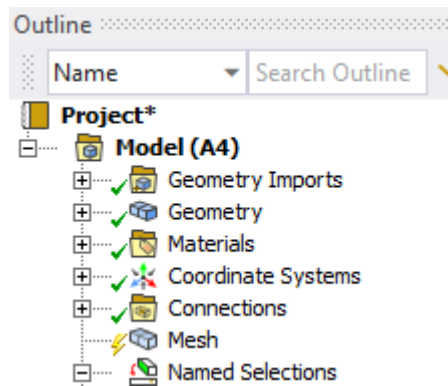 Outline
Name Search Outline
Project*
Model (A4)
Geometry Imports
Geometry
Materials
Coordinate Systems
Connections
Mesh
Named Selections